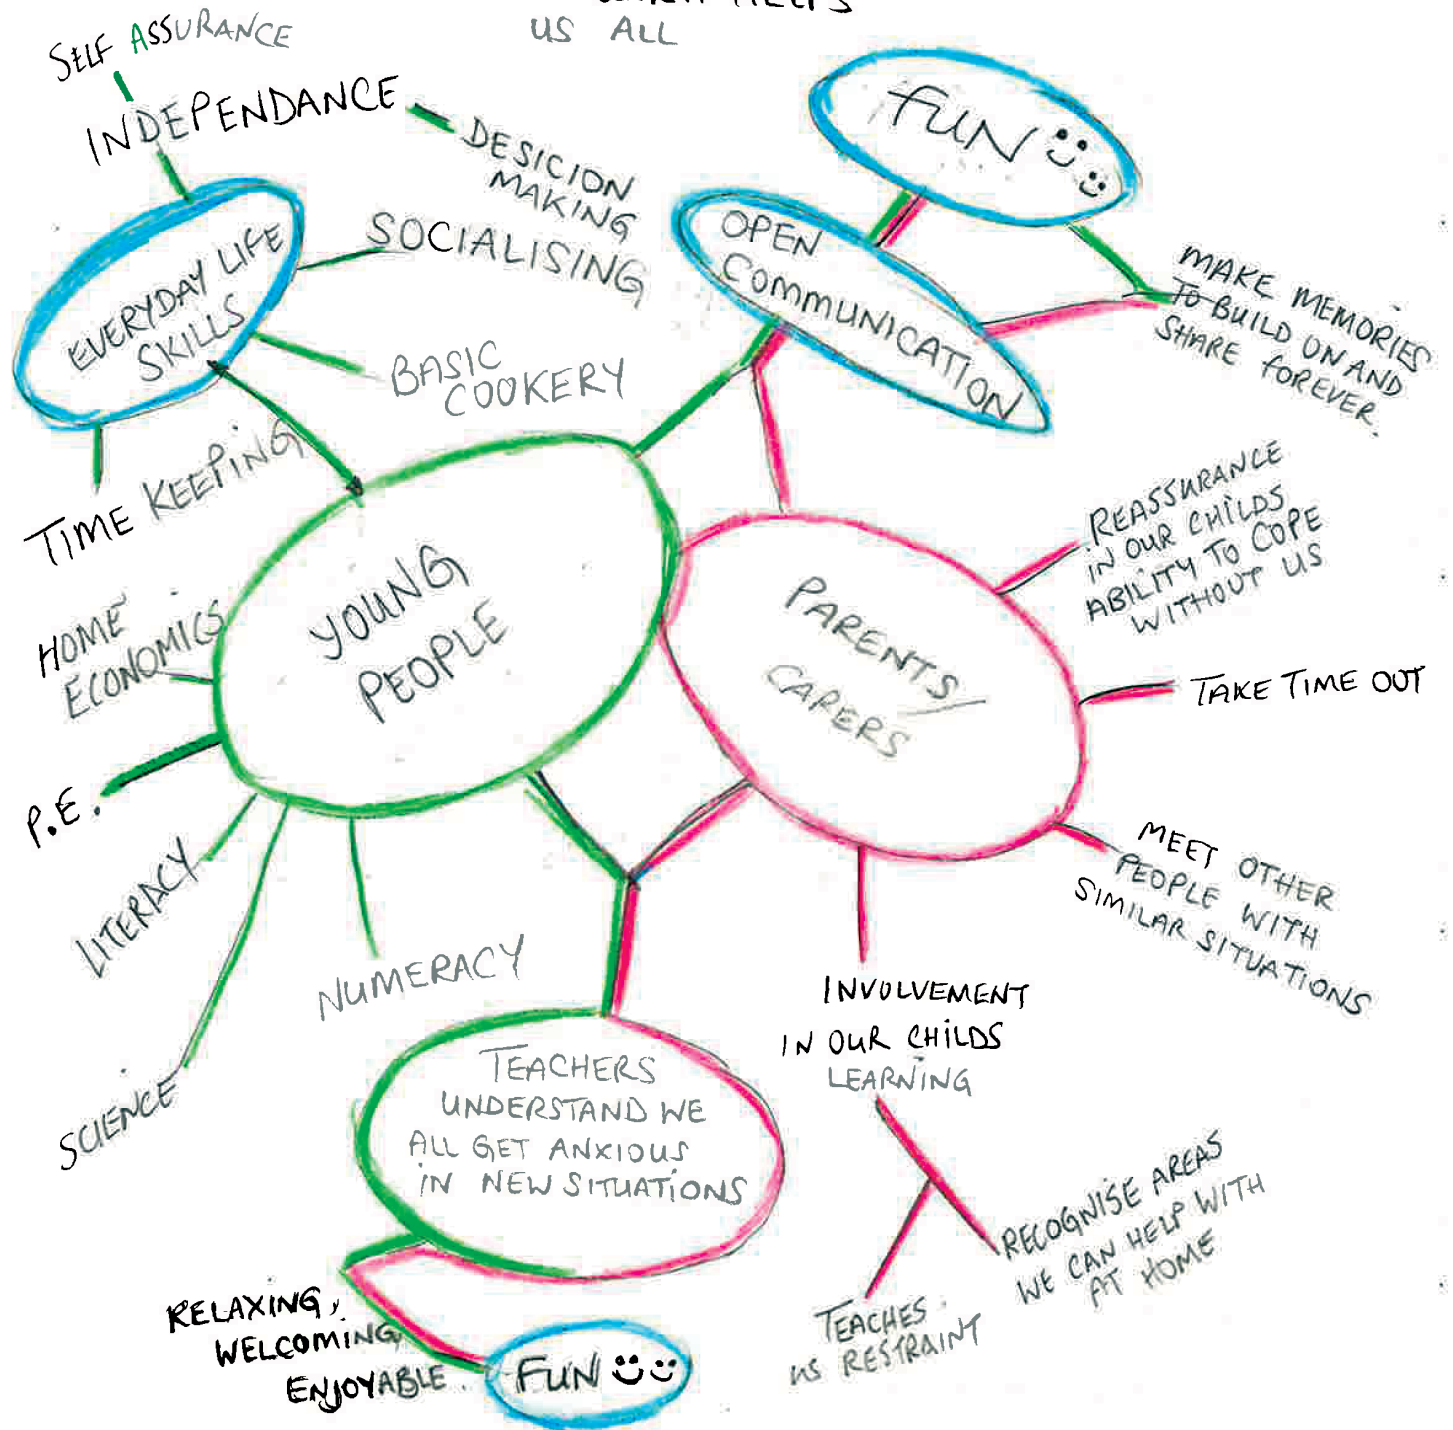 HELPS
US ALL
SELF ASSURANCE
INDEPENDANCE
DESICION
MAKING
SOCIALISING
EVERYDAY LIFE
SKILLS
BASIC
COOKERY
TIME KEEPING
FUN
OPEN
COMMUNICATION
MAKE MEMORIES
TO BUILD ON AND
SHARE FOREVER.
YOUNG
PEOPLE
PARENTS/
CARERS
REASSURANCE
IN OUR CHILDS
ABILITY TO COPE
WITHOUT US
TAKE TIME OUT
MEET OTHER
PEOPLE WITH
SIMILAR SITUATIONS
HOME
ECONOMICS
P.E.
LITERACY
SCIENCE
NUMERACY
INVOLVEMENT
IN OUR CHILDS
LEARNING
TEACHES
US RESTRAINT
RECOGNISE AREAS
WE CAN HELP WITH
AT HOME
TEACHERS
UNDERSTAND WE
ALL GET ANXIOUS
IN NEW SITUATIONS
RELAXING,
WELCOMING
ENJOYABLE.
FUN